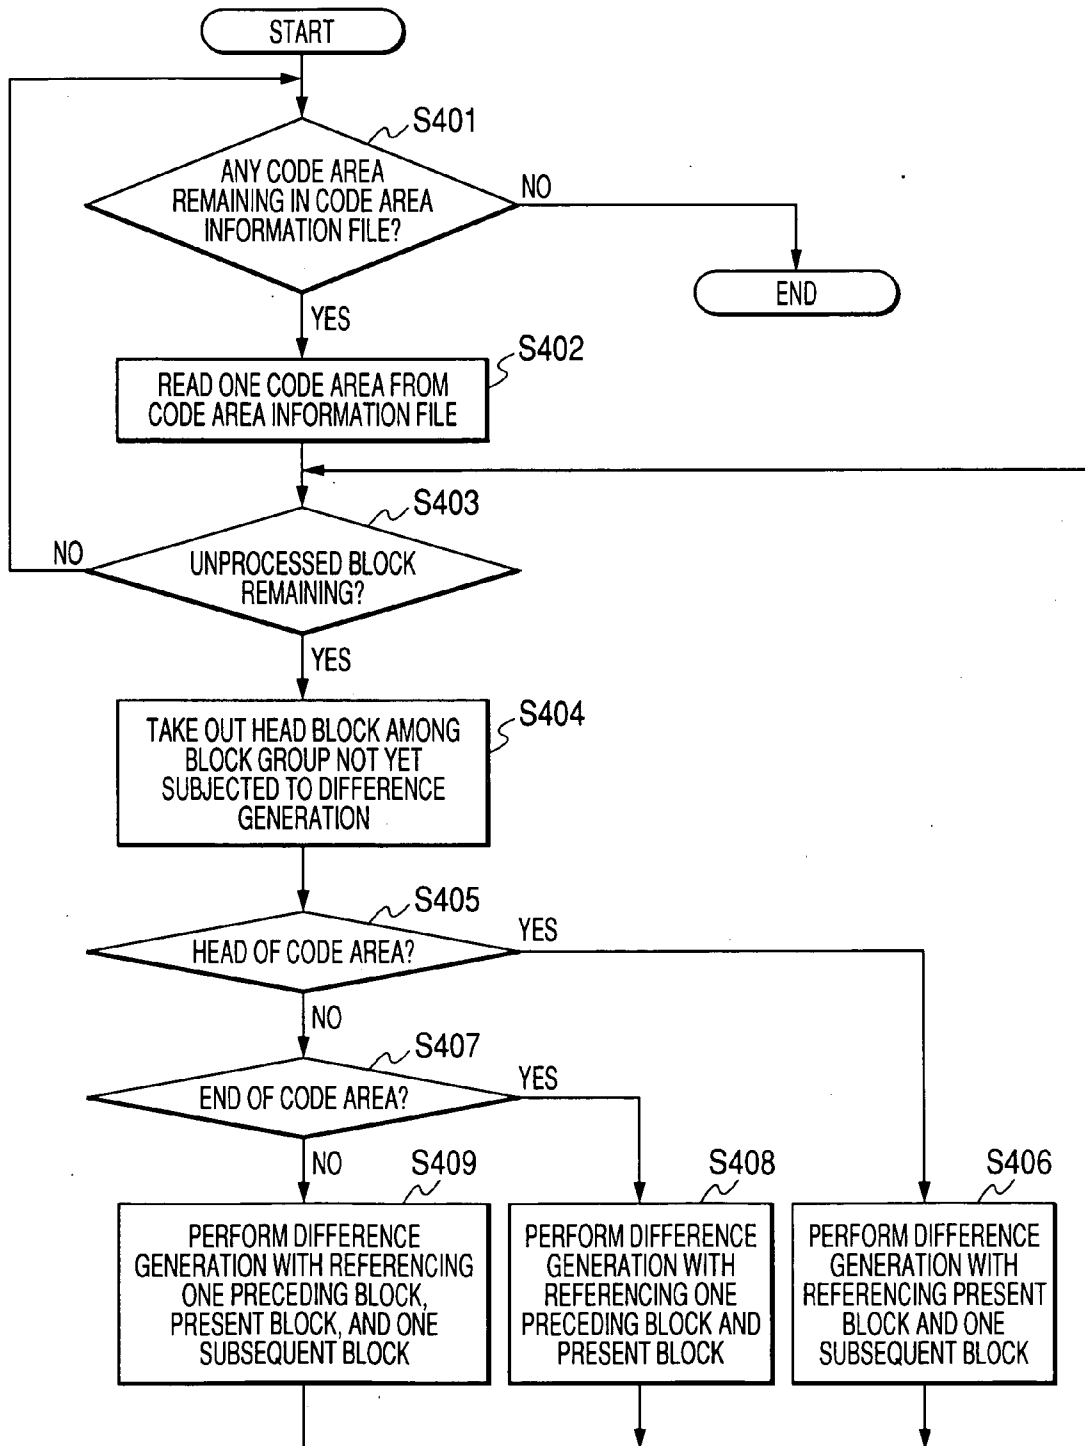 START
S401
ANY CODE AREA
REMAINING IN CODE AREA
INFORMATION FILE?
NO
END
YES
S402
READ ONE CODE AREA FROM
CODE AREA INFORMATION FILE
S403
NO
UNPROCESSED BLOCK
REMAINING?
YES
S404
TAKE OUT HEAD BLOCK AMONG
BLOCK GROUP NOT YET
SUBJECTED TO DIFFERENCE
GENERATION
S405
HEAD OF CODE AREA?
YES
NO
S407
END OF CODE AREA?
YES
NO
S409
PERFORM DIFFERENCE
GENERATION WITH REFERENCING
ONE PRECEDING BLOCK,
PRESENT BLOCK, AND ONE
SUBSEQUENT BLOCK
S408
PERFORM DIFFERENCE
GENERATION WITH
REFERENCING ONE
PRECEDING BLOCK AND
PRESENT BLOCK
S406
PERFORM DIFFERENCE
GENERATION WITH
REFERENCING PRESENT
BLOCK AND ONE
SUBSEQUENT BLOCK